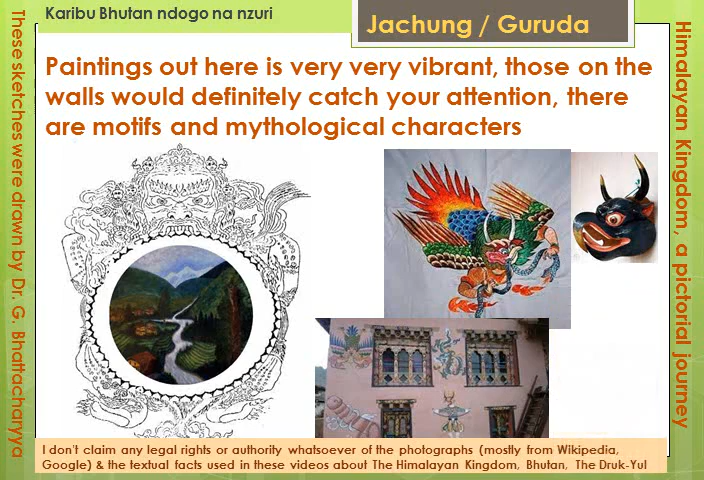 Karibu Bhutan ndogo na nzuri
Jachung / Guruda
Paintings out here is very very vibrant, those on the
walls would definitely catch your attention, there
are motifs and mythological characters
These sketches were drawn by Dr. G. Bhattacharyya
Himalayan Kingdom, a pictorial journey
I don't claim any legal rights or authority whatsoever of the photographs (mostly from Wikipedia,
Google) & the textual facts used in these videos about The Himalayan Kingdom, Bhutan, The Druk-Yul